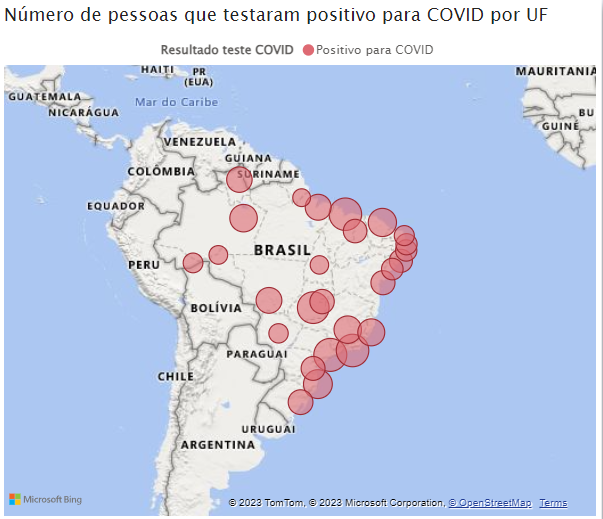 Número de pessoas que testaram positivo para COVID por UF
Resultado teste COVID Positivo para COVID
HAITI
PR
(EUA)
MAURITANIA
GUATEMALA
Mar do Caribe
NICARÁGUA
BU
GUINÉ
VENEZUELA
GUIANA
COLÔMBIA
SURINAME
EQUADOR
BRASIL
PERU
BOLÍVIA
PARAGUAI
CHILE
URUGUAI
ARGENTINA
Microsoft Bing
© 2023 TomTom, © 2023 Microsoft Corporation, © OpenStreetMap Terms